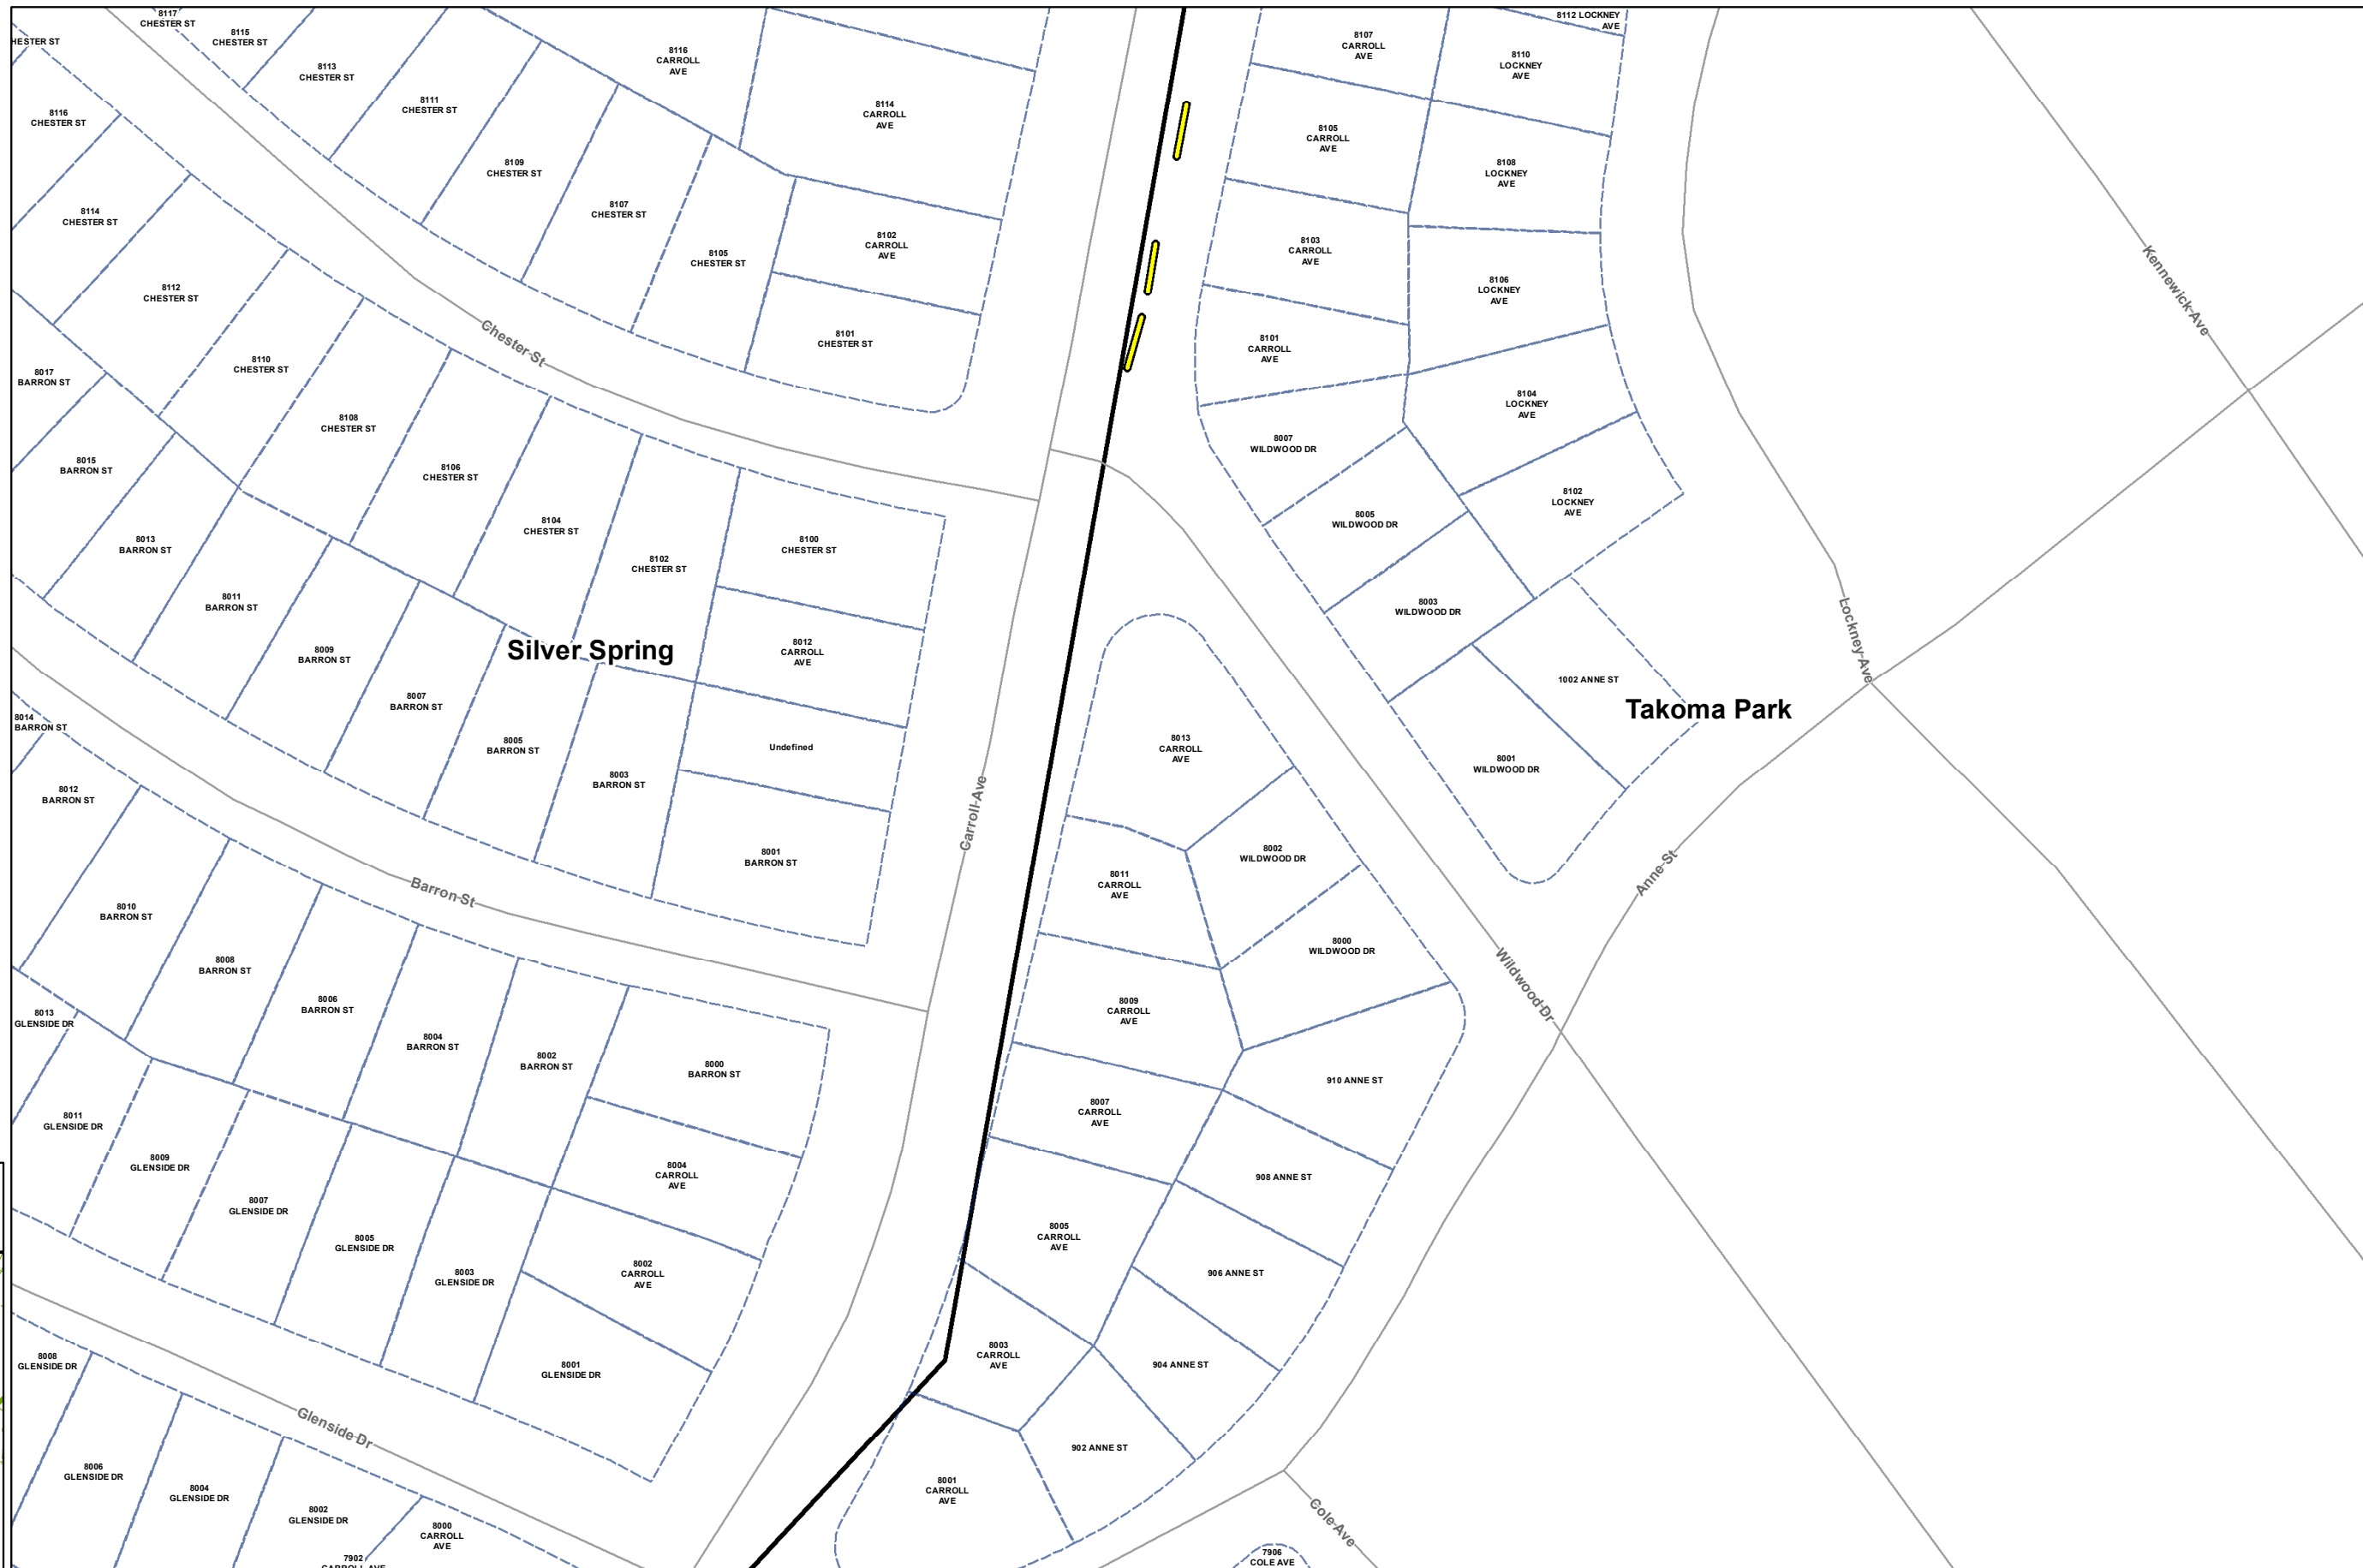 8117
CHESTER ST
HESTER ST
8115
CHESTER ST
8113
CHESTER ST
8116
CARROLL
AVE
8107
CARROLL
AVE
8112 LOCKNEY
AVE
8110
LOCKNEY
AVE
8116
CHESTER ST
8111
CHESTER ST
8114
CARROLL
AVE
8105
CARROLL
AVE
8109
CHESTER ST
8108
LOCKNEY
AVE
8114
CHESTER ST
8107
CHESTER ST
8102
CARROLL
AVE
8103
CARROLL
AVE
8105
CHESTER ST
8106
LOCKNEY
AVE
Kennewick Ave
8112
CHESTER ST
Chester St
8101
CHESTER ST
8101
CARROLL
AVE
8110
CHESTER ST
8017
BARRON ST
8104
LOCKNEY
AVE
8108
CHESTER ST
8007
WILDWOOD DR
8015
BARRON ST
8106
CHESTER ST
8102
LOCKNEY
AVE
8005
WILDWOOD DR
8104
CHESTER ST
8100
CHESTER ST
8013
BARRON ST
8102
CHESTER ST
8011
BARRON ST
8003
WILDWOOD DR
Lockney Ave
8009
BARRON ST
Silver Spring
8012
CARROLL
AVE
1002 ANNE ST
Takoma Park
8007
BARRON ST
8014
BARRON ST
8005
BARRON ST
Undefined
8013
CARROLL
AVE
8001
WILDWOOD DR
8003
BARRON ST
8012
BARRON ST
Carroll Ave
8001
BARRON ST
8002
WILDWOOD DR
Anne St
8011
CARROLL
AVE
Barron St
8010
BARRON ST
8000
WILDWOOD DR
8008
BARRON ST
Wildwood Dr
8006
BARRON ST
8009
CARROLL
AVE
8013
GLENSIDE DR
8004
BARRON ST
8002
BARRON ST
8000
BARRON ST
910 ANNE ST
8007
CARROLL
AVE
8011
GLENSIDE DR
8009
GLENSIDE DR
8004
CARROLL
AVE
908 ANNE ST
8007
GLENSIDE DR
8005
GLENSIDE DR
8005
CARROLL
AVE
8003
GLENSIDE DR
8002
CARROLL
AVE
906 ANNE ST
8008
GLENSIDE DR
8001
GLENSIDE DR
8003
CARROLL
AVE
904 ANNE ST
Glenside Dr
902 ANNE ST
8006
GLENSIDE DR
8004
GLENSIDE DR
8001
CARROLL
AVE
8002
GLENSIDE DR
8000
CARROLL
AVE
Cole Ave
7902
CARROLL AVE
7906
COLE AVE